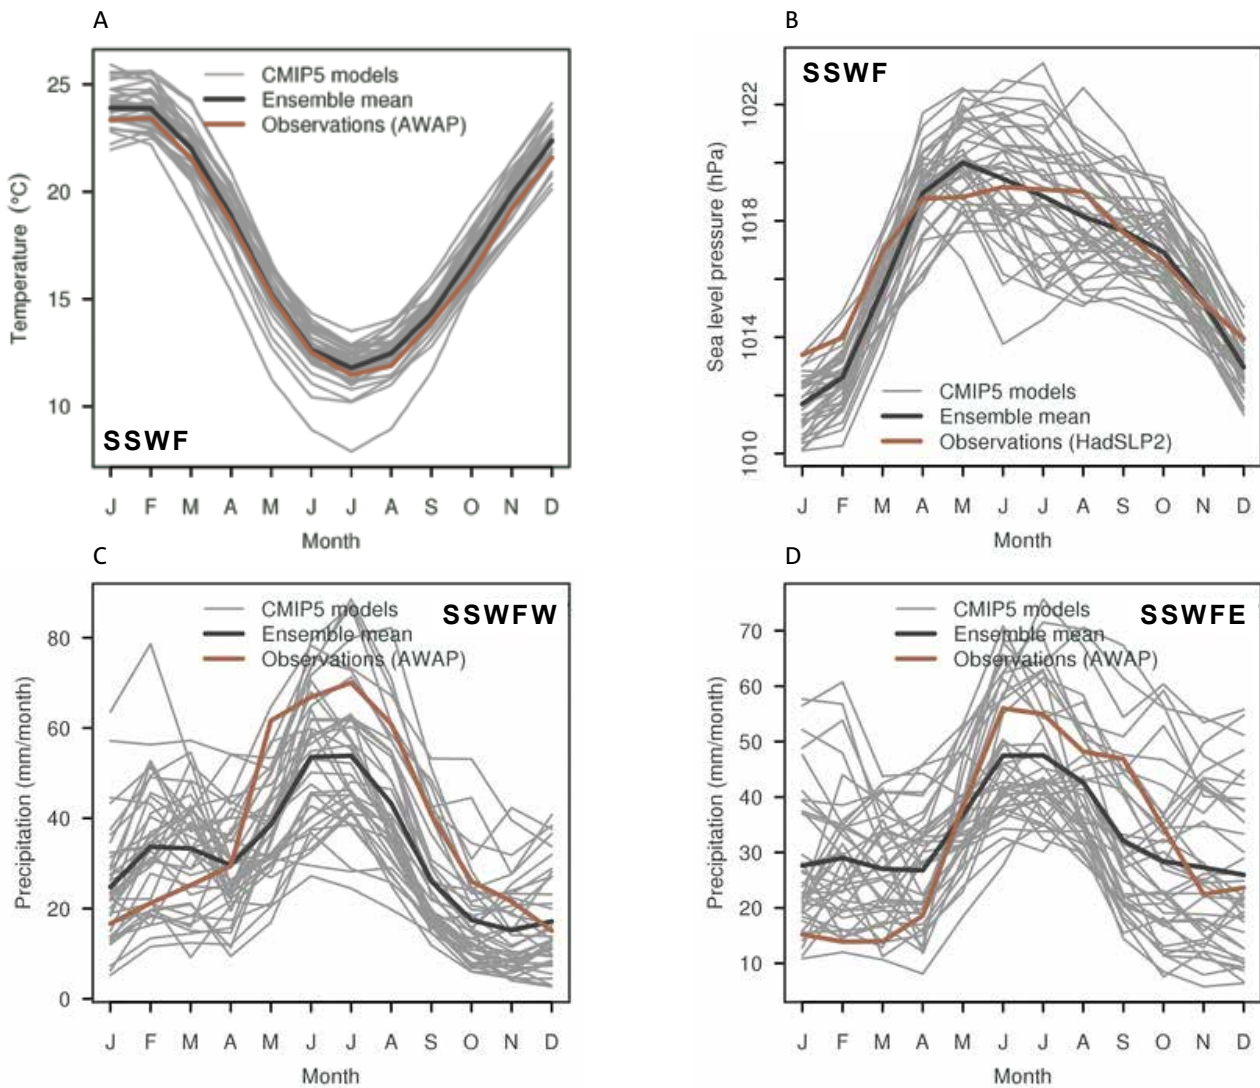 A
SSWF
CMIP5 models
Ensemble mean
Observations (AWAP)
Temperature (°C)
25
20
15
10
J F M A M J J A S O N D
Month
B
SSWF
CMIP5 models
Ensemble mean
Observations (HadSLP2)
Sea level pressure (hPa)
1022
1018
1014
1010
J F M A M J J A S O N D
Month
C
SSWFW
CMIP5 models
Ensemble mean
Observations (AWAP)
Precipitation (mm/month)
80
60
40
20
0
J F M A M J J A S O N D
Month
D
SSWFE
CMIP5 models
Ensemble mean
Observations (AWAP)
Precipitation (mm/month)
70
60
50
40
30
20
10
J F M A M J J A S O N D
Month